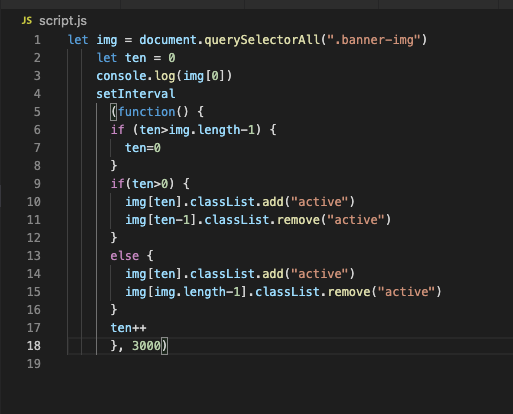 JS script.js
1 let img = document.querySelectorAll(".banner-img")
2 let ten = 0
3 console.log(img[0])
4 setInterval
5 (function() {
6 if (ten>img.length-1) {
7 ten=0
8 }
9 if(ten>0) {
10 img[ten].classList.add("active")
11 img[ten-1].classList.remove("active")
12 }
13 else {
14 img[ten].classList.add("active")
15 img[img.length-1].classList.remove("active")
16 }
17 ten++
18 }, 3000)
19